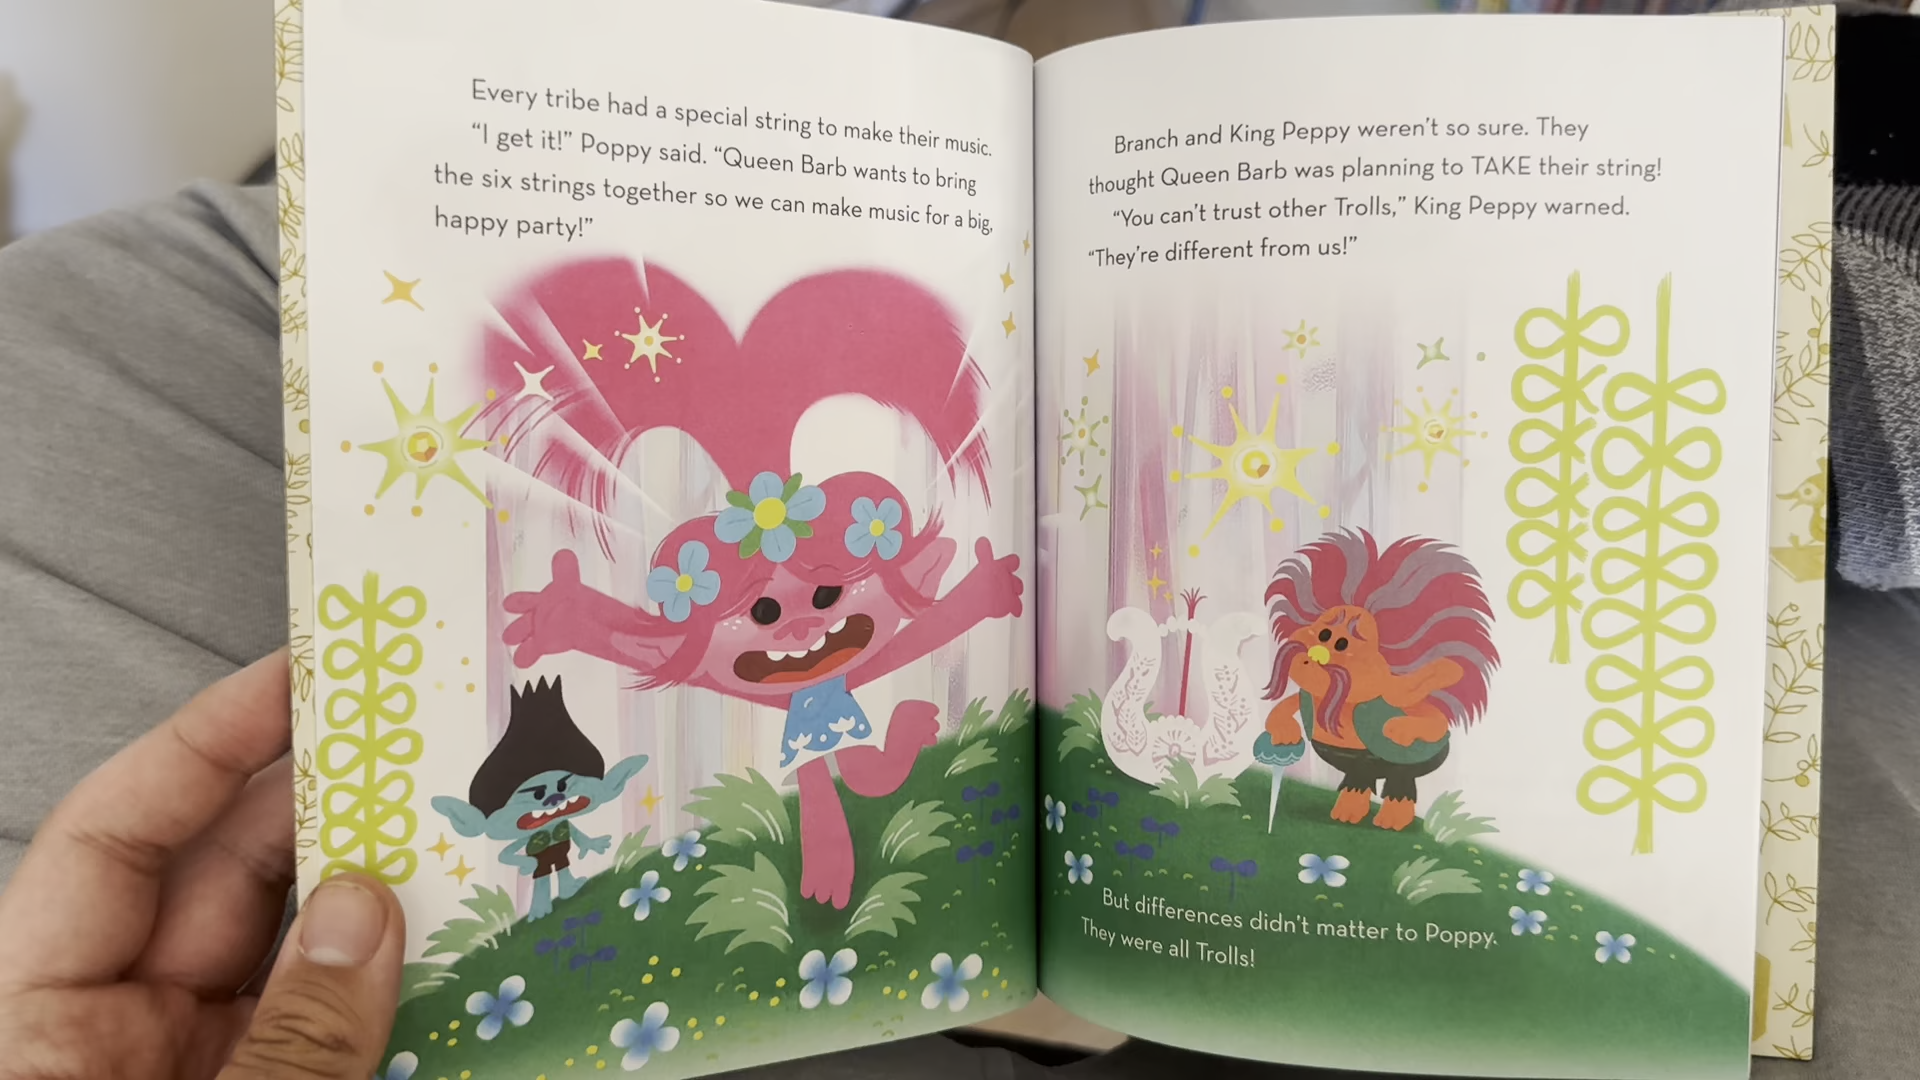 Every tribe had a special string to make their music.
“I get it!” Poppy said. “Queen Barb wants to bring
the six strings together so we can make music for a big,
happy party!”
Branch and King Peppy weren’t so sure. They
thought Queen Barb was planning to TAKE their string!
“You can’t trust other Trolls,” King Peppy warned.
“They’re different from us!”
But differences didn’t matter to Poppy.
They were all Trolls!